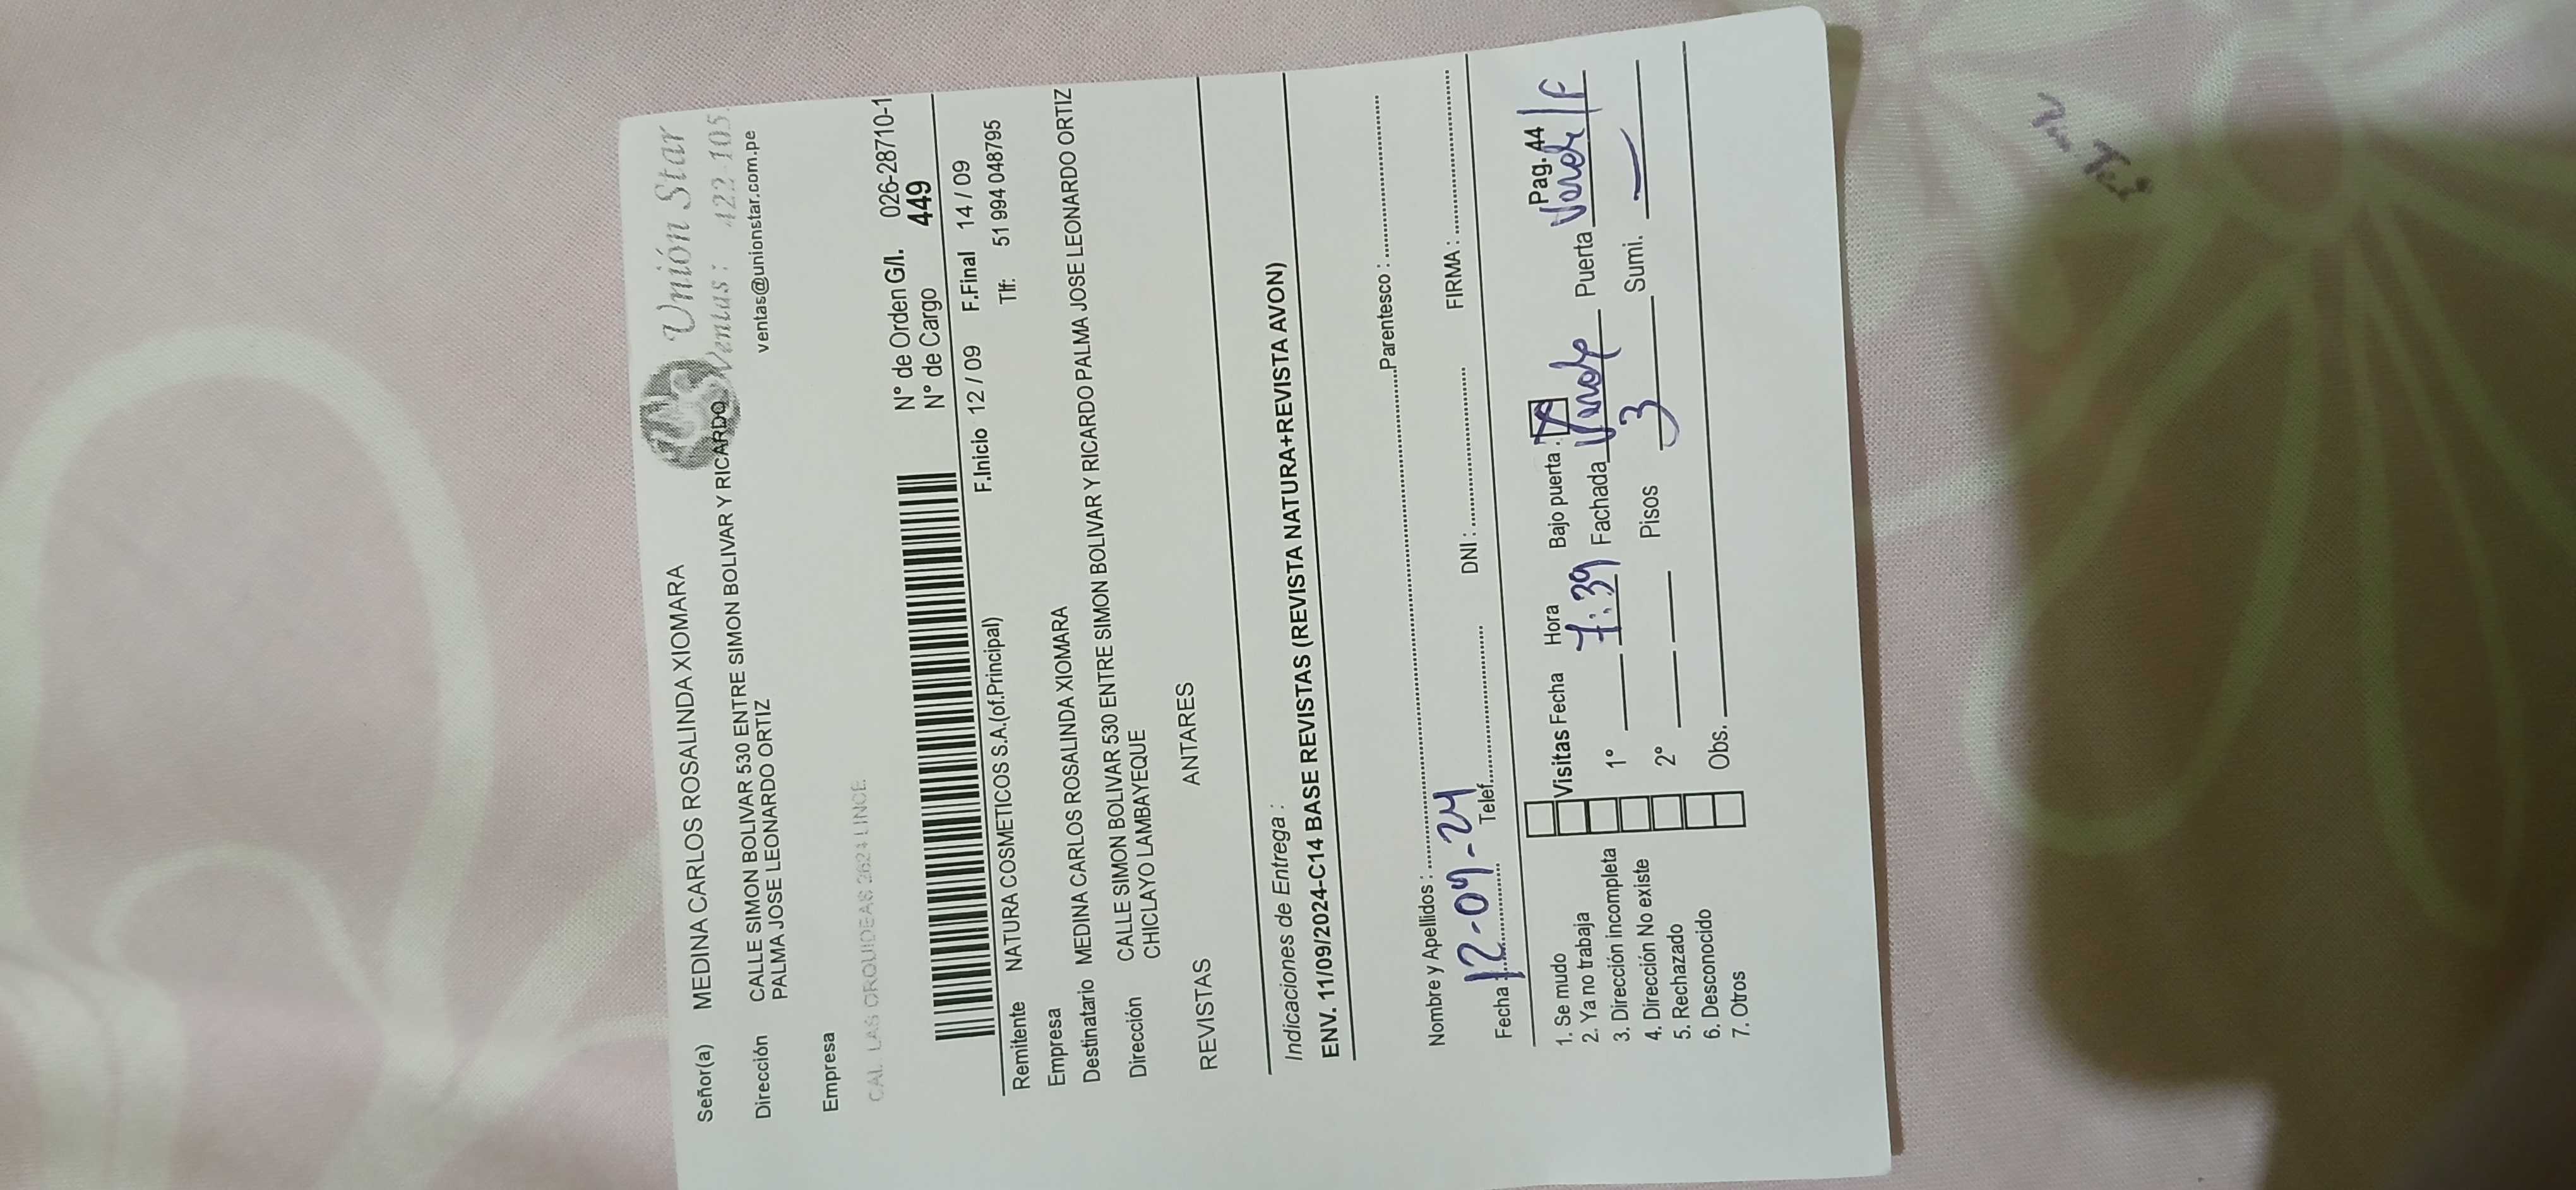 Unión Star
Ventas: 422 105
ventas@unionstar.com.pe
Señor(a) MEDINA CARLOS ROSALINDA XIOMARA
Dirección CALLE SIMON BOLIVAR 530 ENTRE SIMON BOLIVAR Y RICARDO
PALMA JOSE LEONARDO ORTIZ
Empresa
CAL. LAS ORQUIDEAS 2624 LINCE
N° de Orden G/I. 026-28710-1
N° de Cargo 449
F.Inicio 12 / 09 F.Final 14 / 09
Remitente NATURA COSMETICOS S.A.(of.Principal) Tlf: 51 994 048795
Empresa
Destinatario MEDINA CARLOS ROSALINDA XIOMARA
Dirección CALLE SIMON BOLIVAR 530 ENTRE SIMON BOLIVAR Y RICARDO PALMA JOSE LEONARDO ORTIZ
CHICLAYO LAMBAYEQUE
REVISTAS ANTARES
Indicaciones de Entrega :
ENV. 11/09/2024-C14 BASE REVISTAS (REVISTA NATURA+REVISTA AVON)
Nombre y Apellidos : Parentesco :
Fecha 12-09-24 Telef. DNI : FIRMA :
Pag. 44
1. Se mudo Visitas Fecha Hora Bajo puerta : X
2. Ya no trabaja 1° 7:39 Fachada Verde Puerta Verde / F
3. Dirección incompleta
4. Dirección No existe 2° Pisos 3 Sumi. —
5. Rechazado
6. Desconocido Obs.
7. Otros